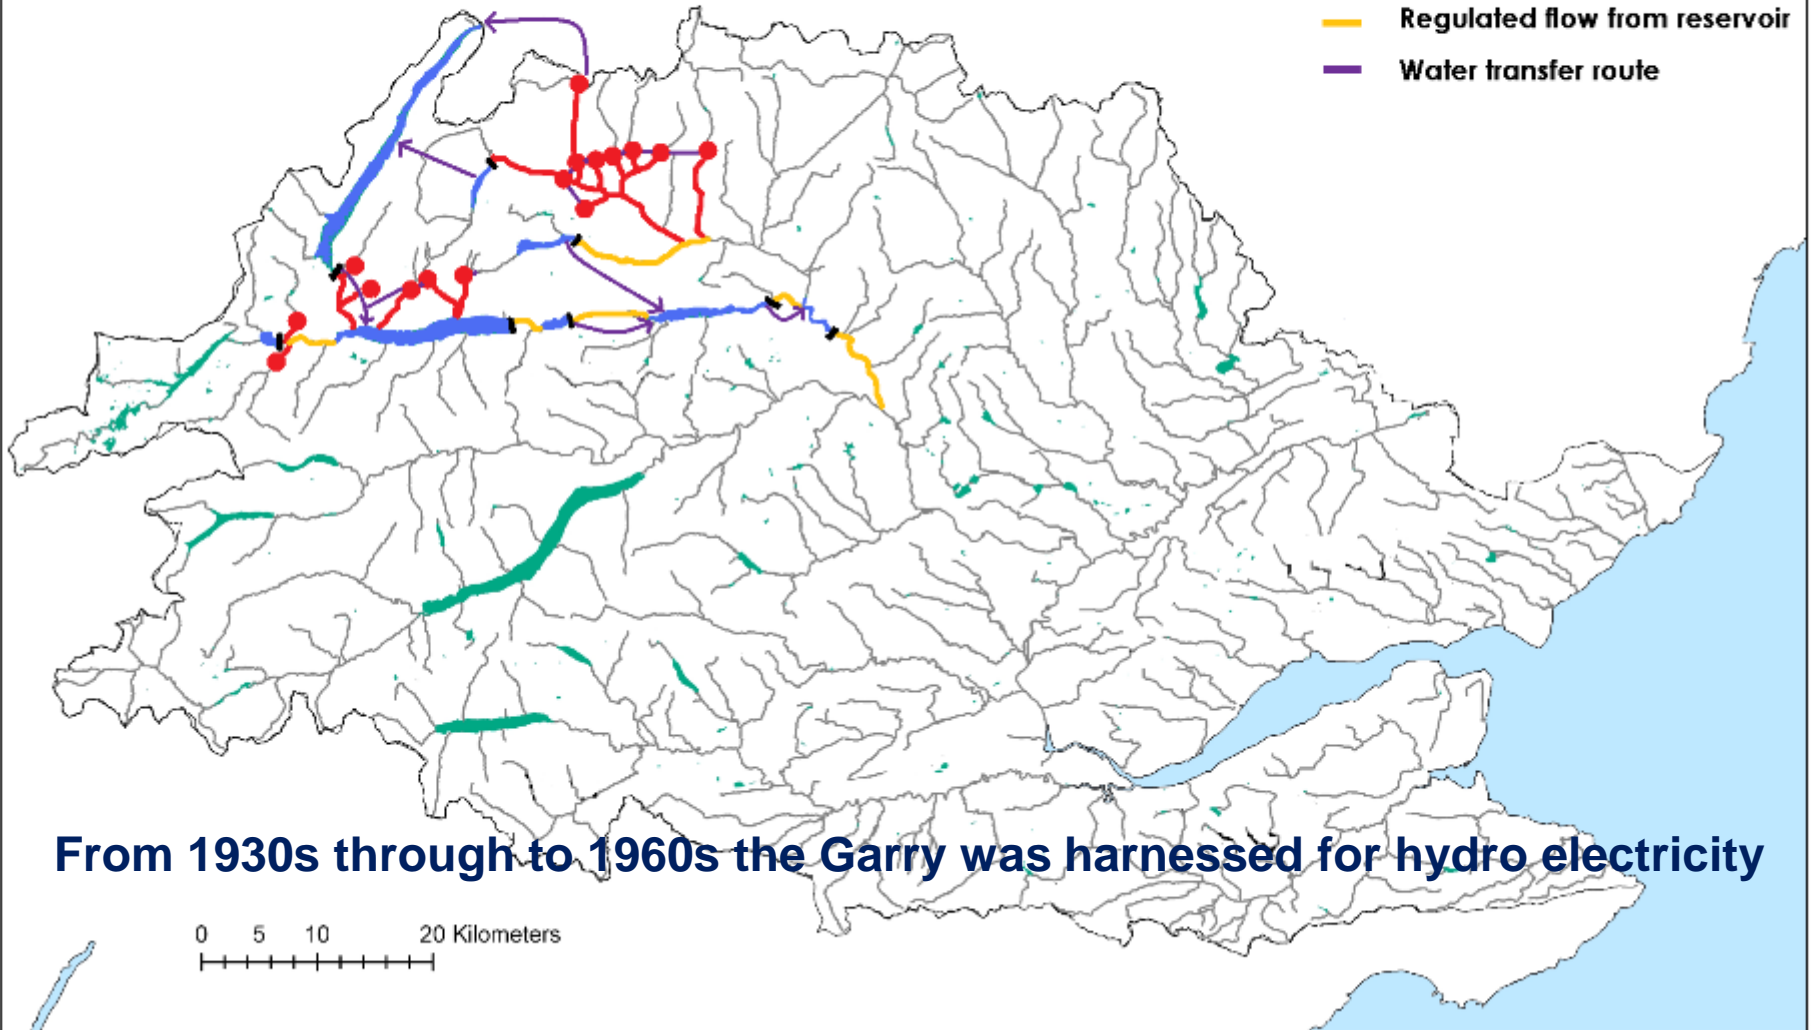 Regulated flow from reservoir
Water transfer route
From 1930s through to 1960s the Garry was harnessed for hydro electricity
0 5 10 20 Kilometers